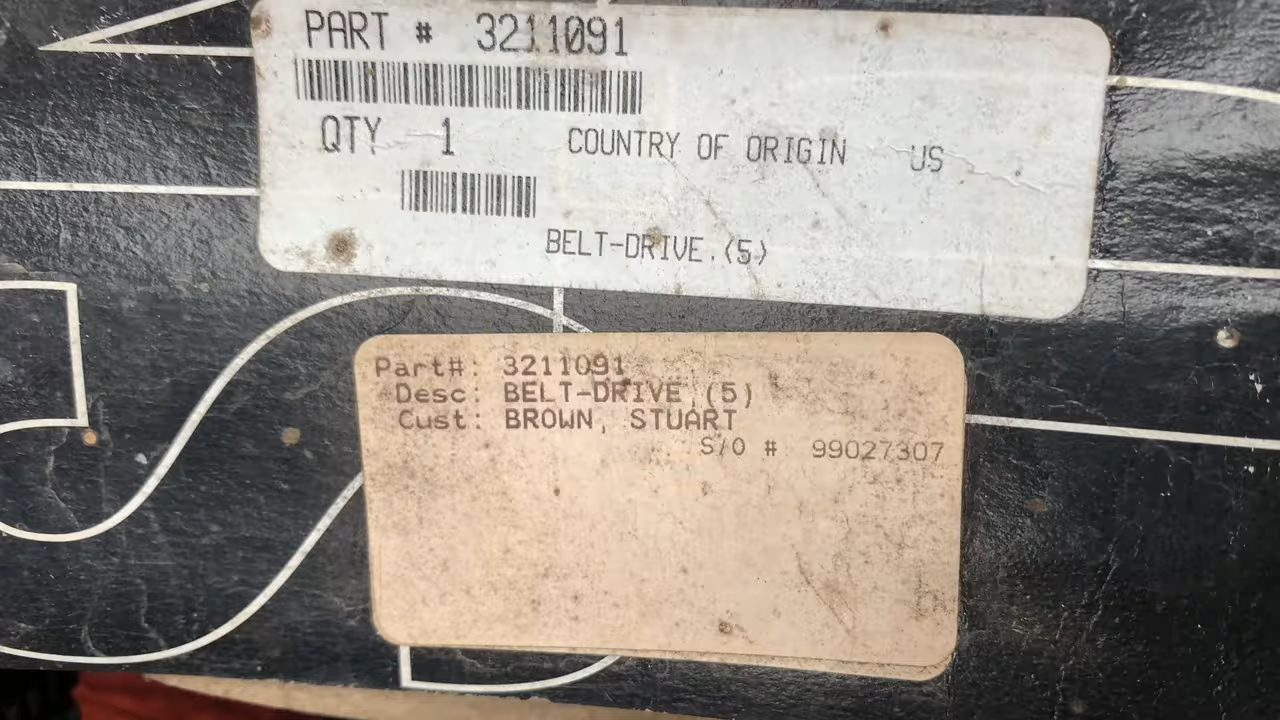 PART # 3211091
QTY 1 COUNTRY OF ORIGIN US
BELT-DRIVE,(5)
Part#: 3211091
Desc: BELT-DRIVE,(5)
Cust: BROWN, STUART
S/O # 99027307